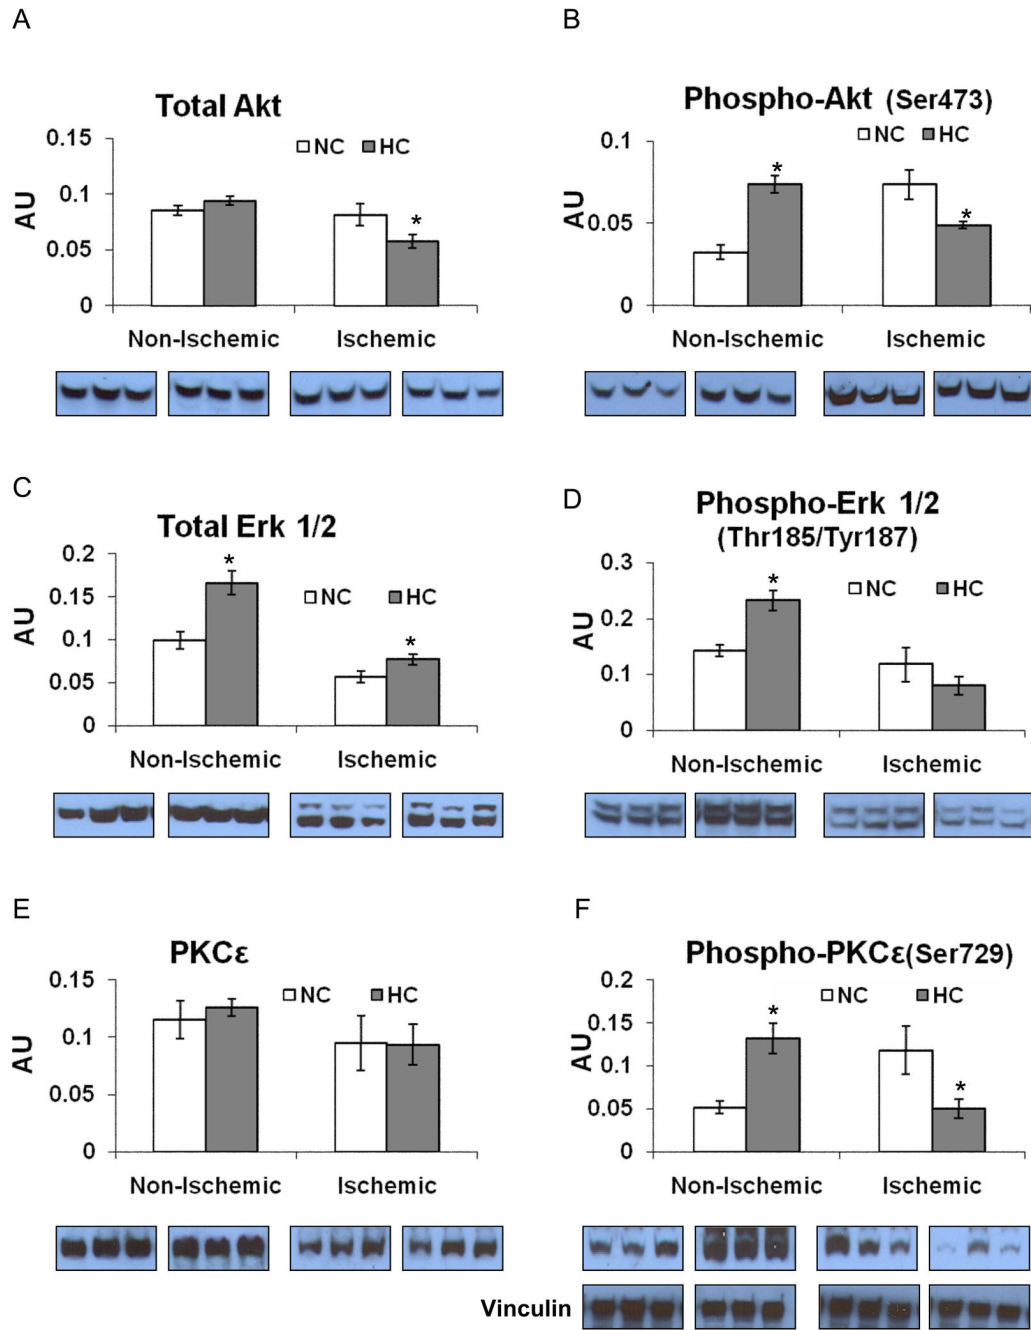 A
Total Akt
NC HC
0.15
0.1
0.05
0
AU
*
Non-Ischemic Ischemic
B
Phospho-Akt (Ser473)
NC HC
0.1
0.05
0
AU
*
*
Non-Ischemic Ischemic
C
Total Erk 1/2
NC HC
0.2
0.15
0.1
0.05
0
AU
*
*
Non-Ischemic Ischemic
D
Phospho-Erk 1/2
(Thr185/Tyr187)
NC HC
0.3
0.2
0.1
0
AU
*
Non-Ischemic Ischemic
E
PKCε
NC HC
0.15
0.1
0.05
0
AU
Non-Ischemic Ischemic
F
Phospho-PKCε(Ser729)
NC HC
0.2
0.15
0.1
0.05
0
AU
*
*
Non-Ischemic Ischemic
Vinculin